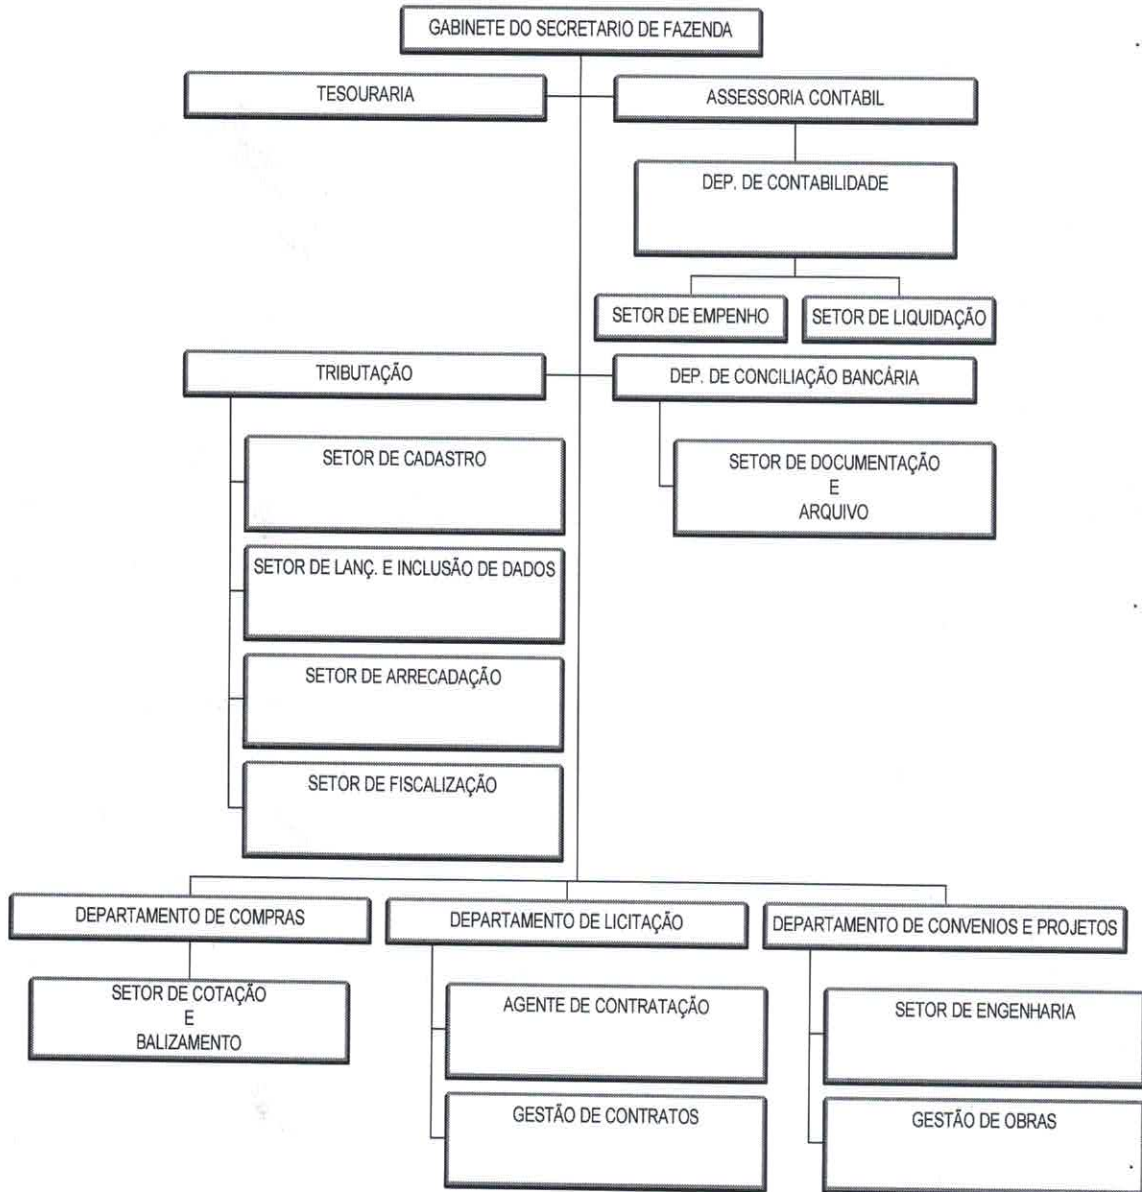 GABINETE DO SECRETARIO DE FAZENDA
TESOURARIA
ASSESSORIA CONTABIL
DEP. DE CONTABILIDADE
SETOR DE EMPENHO
SETOR DE LIQUIDAÇÃO
TRIBUTAÇÃO
DEP. DE CONCILIAÇÃO BANCÁRIA
SETOR DE CADASTRO
SETOR DE DOCUMENTAÇÃO
E
ARQUIVO
SETOR DE LANÇ. E INCLUSÃO DE DADOS
SETOR DE ARRECADAÇÃO
SETOR DE FISCALIZAÇÃO
DEPARTAMENTO DE COMPRAS
DEPARTAMENTO DE LICITAÇÃO
DEPARTAMENTO DE CONVENIOS E PROJETOS
SETOR DE COTAÇÃO
E
BALIZAMENTO
AGENTE DE CONTRATAÇÃO
SETOR DE ENGENHARIA
GESTÃO DE CONTRATOS
GESTÃO DE OBRAS